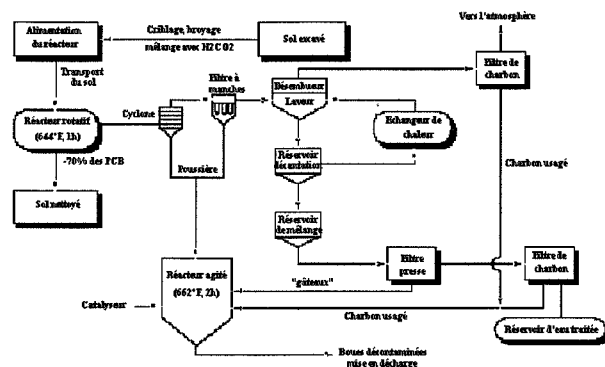 Vers l'atmosphère
Alimentation
du réacteur
Criblage, broyage
mélange avec H2CO2
Sol excavé
Filtre de
charbon
Transport
du sol
Filtre à
manches
Désembueur
Laveur
Cyclone
Réacteur rotatif
(644°F, 1h)
Echangeur de
chaleur
-70% des PCB
Poussière
Réservoir
décantation
Charbon usagé
Sol nettoyé
Réservoir
de mélange
Réacteur agité
(662°F, 2h)
Filtre
presse
Filtre de
charbon
"gâteaux"
Catalyseur
Charbon usagé
Réservoir d'eau traitée
Boues décontaminées
mise en décharge